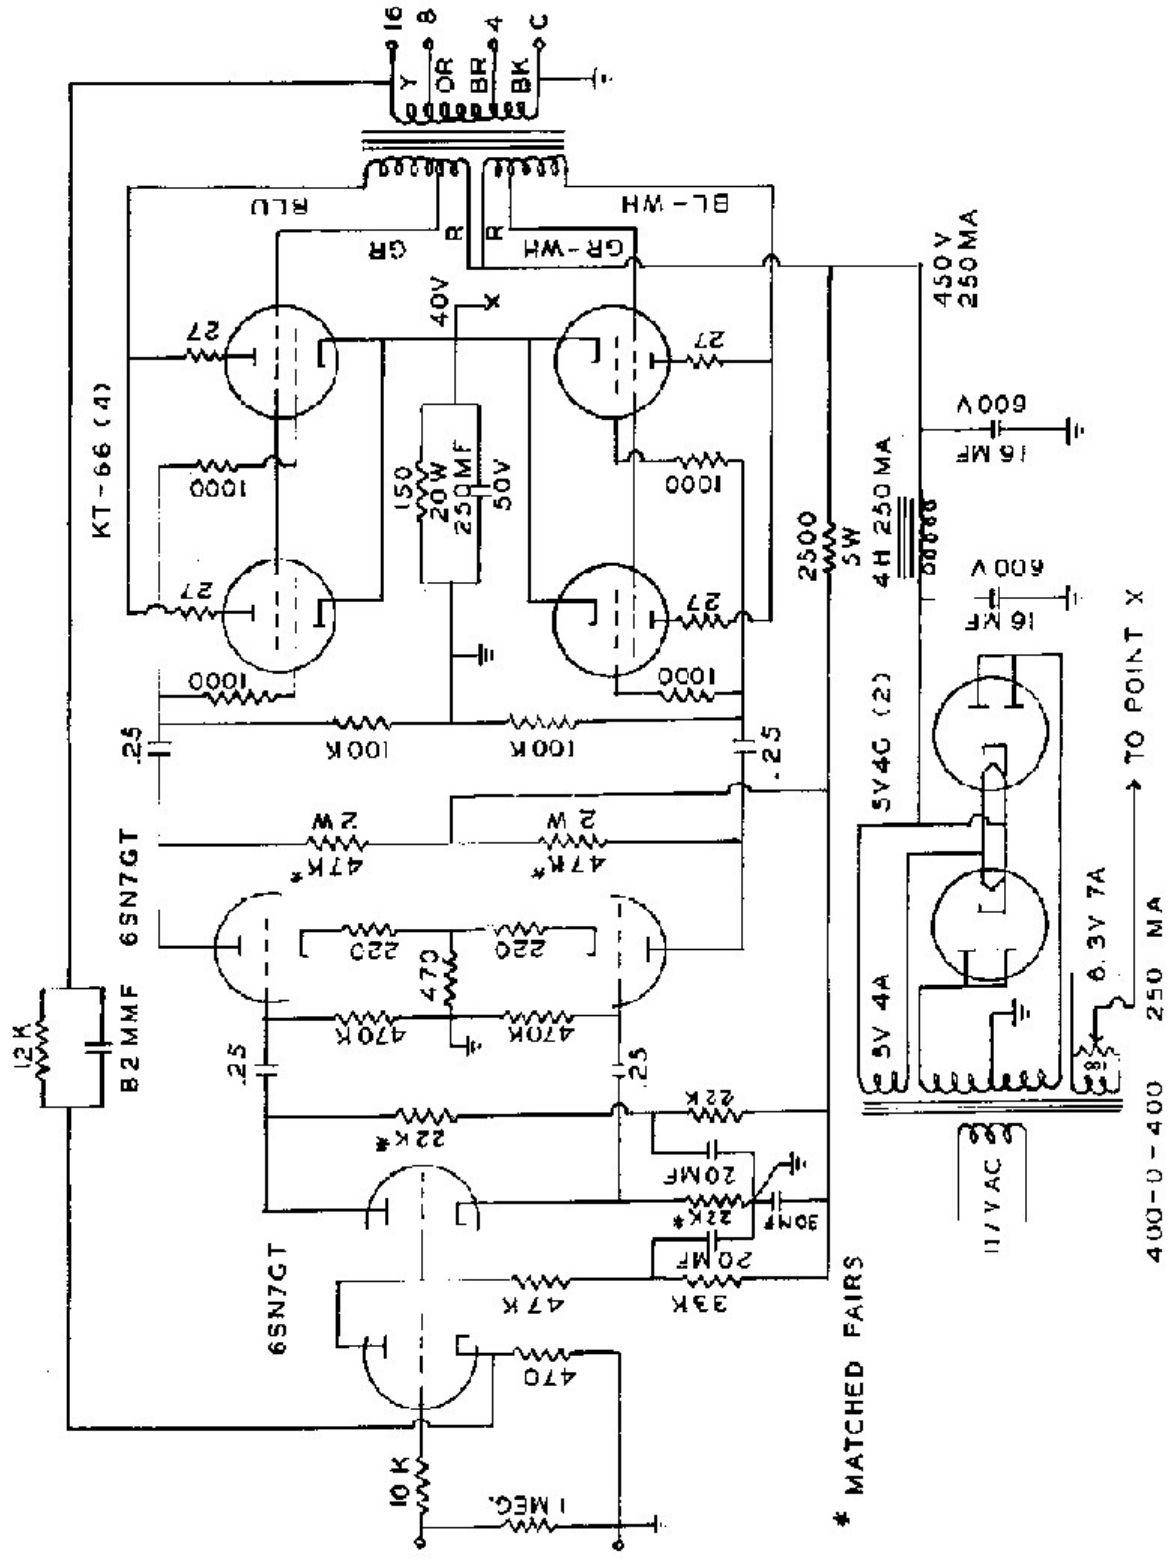 16
8
4
C
Y
OR
BR
BK
BLU
GR
R
R
GR-WH
BL-WH
KT-66 (4)
27
27
1000
1000
40V
X
150
20W
250MF
50V
27
27
1000
1000
450V
250MA
2500
5W
4H 250MA
16 MF
600V
16 MF
600V
100K
100K
.25
.25
5V4G (2)
TO POINT X
6SN7GT
47K*
2W
47K*
2W
220
220
470
470K
470K
12K
82MMF
.25
.25
5V 4A
6.3V 7A
22K*
22K
20MF
22K*
30MF
20MF
47K
33K
117V AC
400-0-400 250 MA
6SN7GT
470
10K
1 MEG.
* MATCHED PAIRS